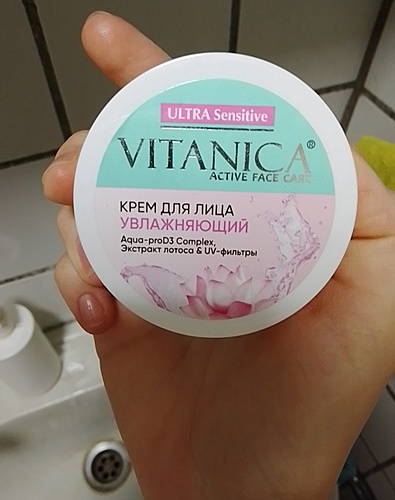 ULTRA Sensitive
VITANICA®
ACTIVE FACE CARE
КРЕМ ДЛЯ ЛИЦА
УВЛАЖНЯЮЩИЙ
Aqua-proD3 Complex,
Экстракт лотоса & UV-фильтры